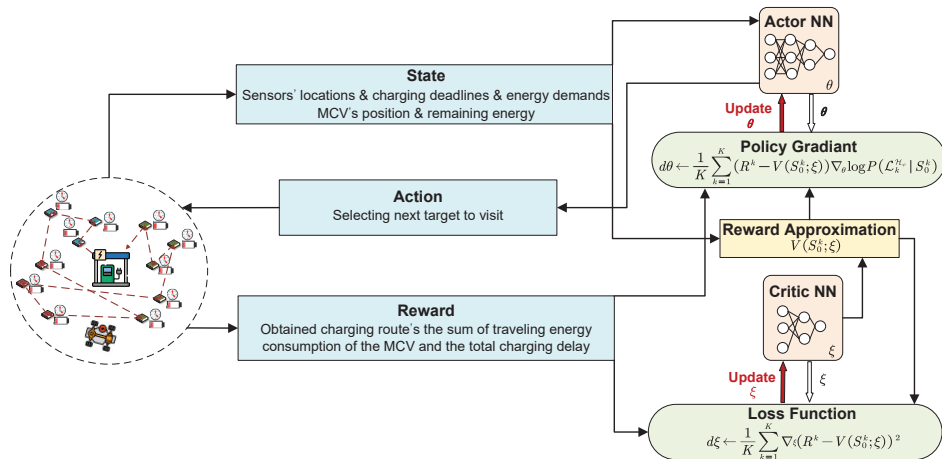 Actor NN
θ
State
Sensors' locations & charging deadlines & energy demands
MCV's position & remaining energy
Update
θ
θ
Policy Gradiant
dθ ← 1/K ∑_{k=1}^{K} (R^k − V(S_0^k; ξ)) ∇_θ log P(𝓛_k^{ℋ_τ} | S_0^k)
Action
Selecting next target to visit
Reward Approximation
V(S_0^k; ξ)
Critic NN
ξ
Reward
Obtained charging route's the sum of traveling energy
consumption of the MCV and the total charging delay
Update
ξ
ξ
Loss Function
dξ ← 1/K ∑_{k=1}^{K} ∇_ξ (R^k − V(S_0^k; ξ))²